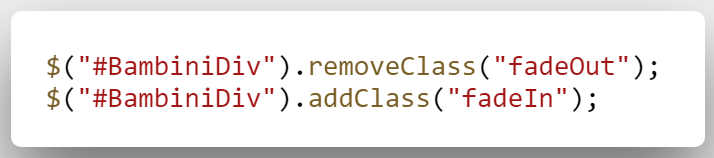 $("#BambiniDiv").removeClass("fadeOut");
$("#BambiniDiv").addClass("fadeIn");